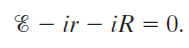 ℰ − ir − iR = 0.